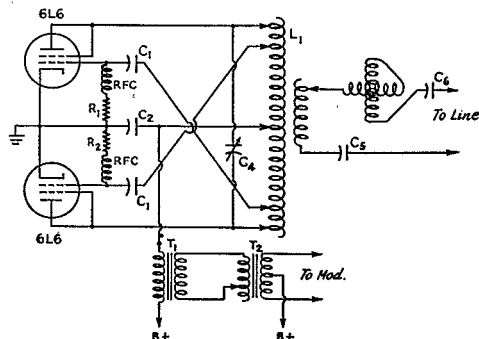 6L6
C1
L1
RFC
R1
C2
R2
RFC
C4
C1
6L6
C6
To Line
C5
T1
T2
To Mod.
B+
B+